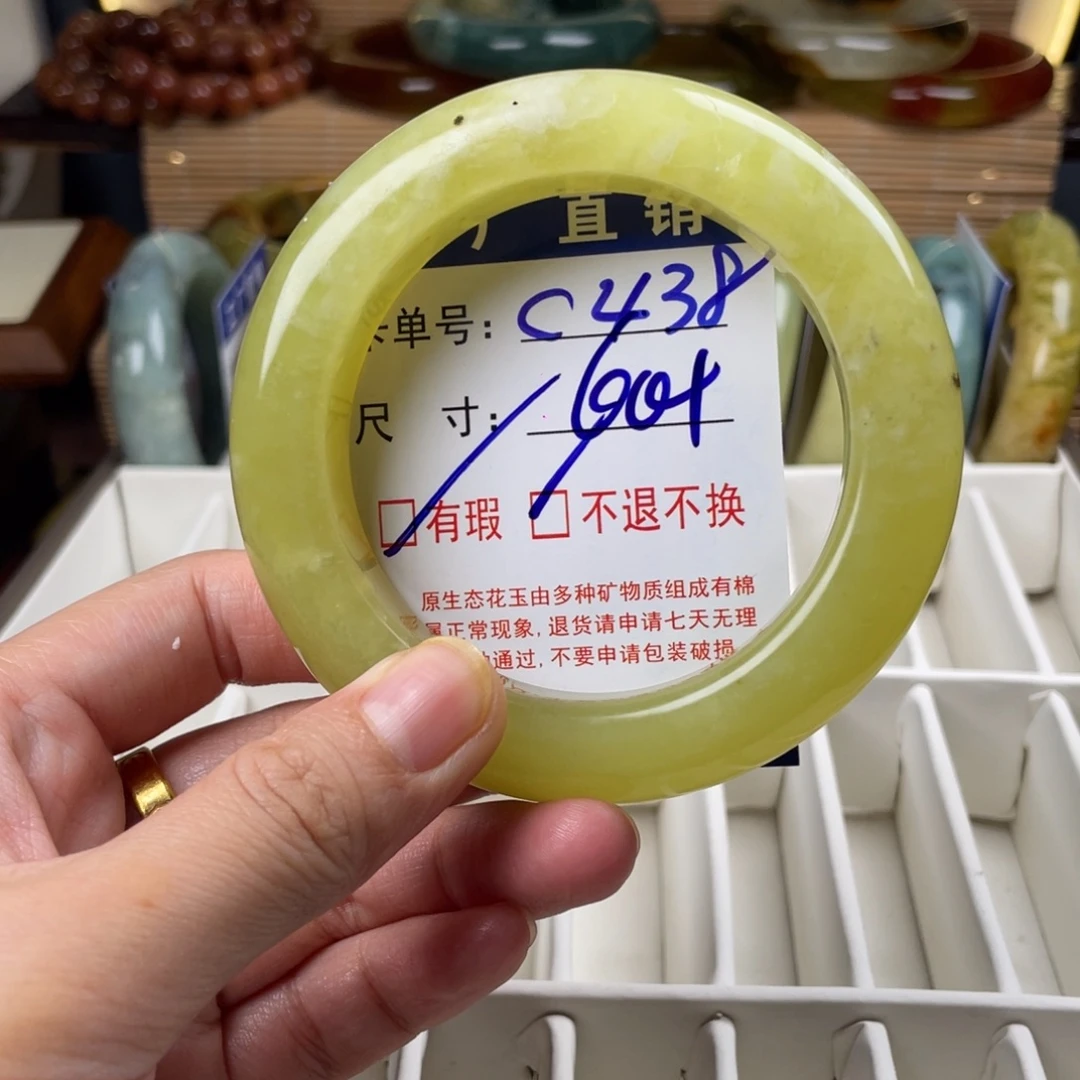 直销
单号: C438
尺 寸: 60.1
有瑕 不退不换
原生态花玉由多种矿物质组成有棉
属正常现象,退货请申请七天无理
通过,不要申请包装破损